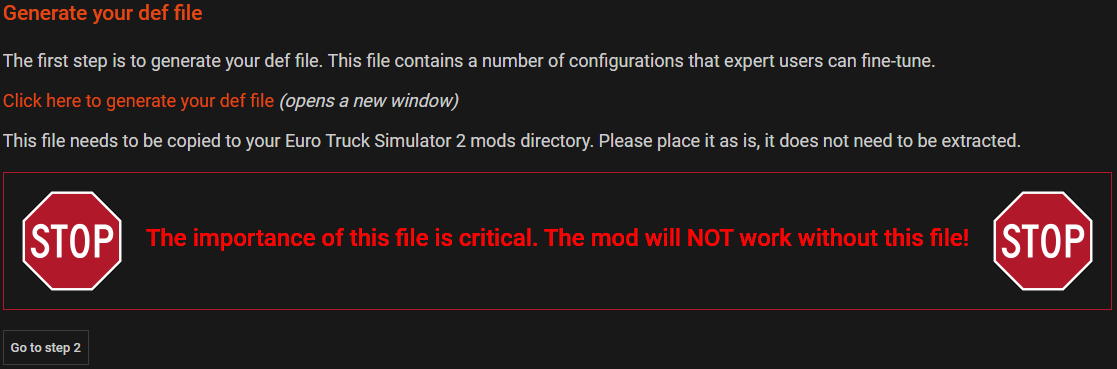 Generate your def file
The first step is to generate your def file. This file contains a number of configurations that expert users can fine-tune.
Click here to generate your def file (opens a new window)
This file needs to be copied to your Euro Truck Simulator 2 mods directory. Please place it as is, it does not need to be extracted.
STOP The importance of this file is critical. The mod will NOT work without this file! STOP
Go to step 2